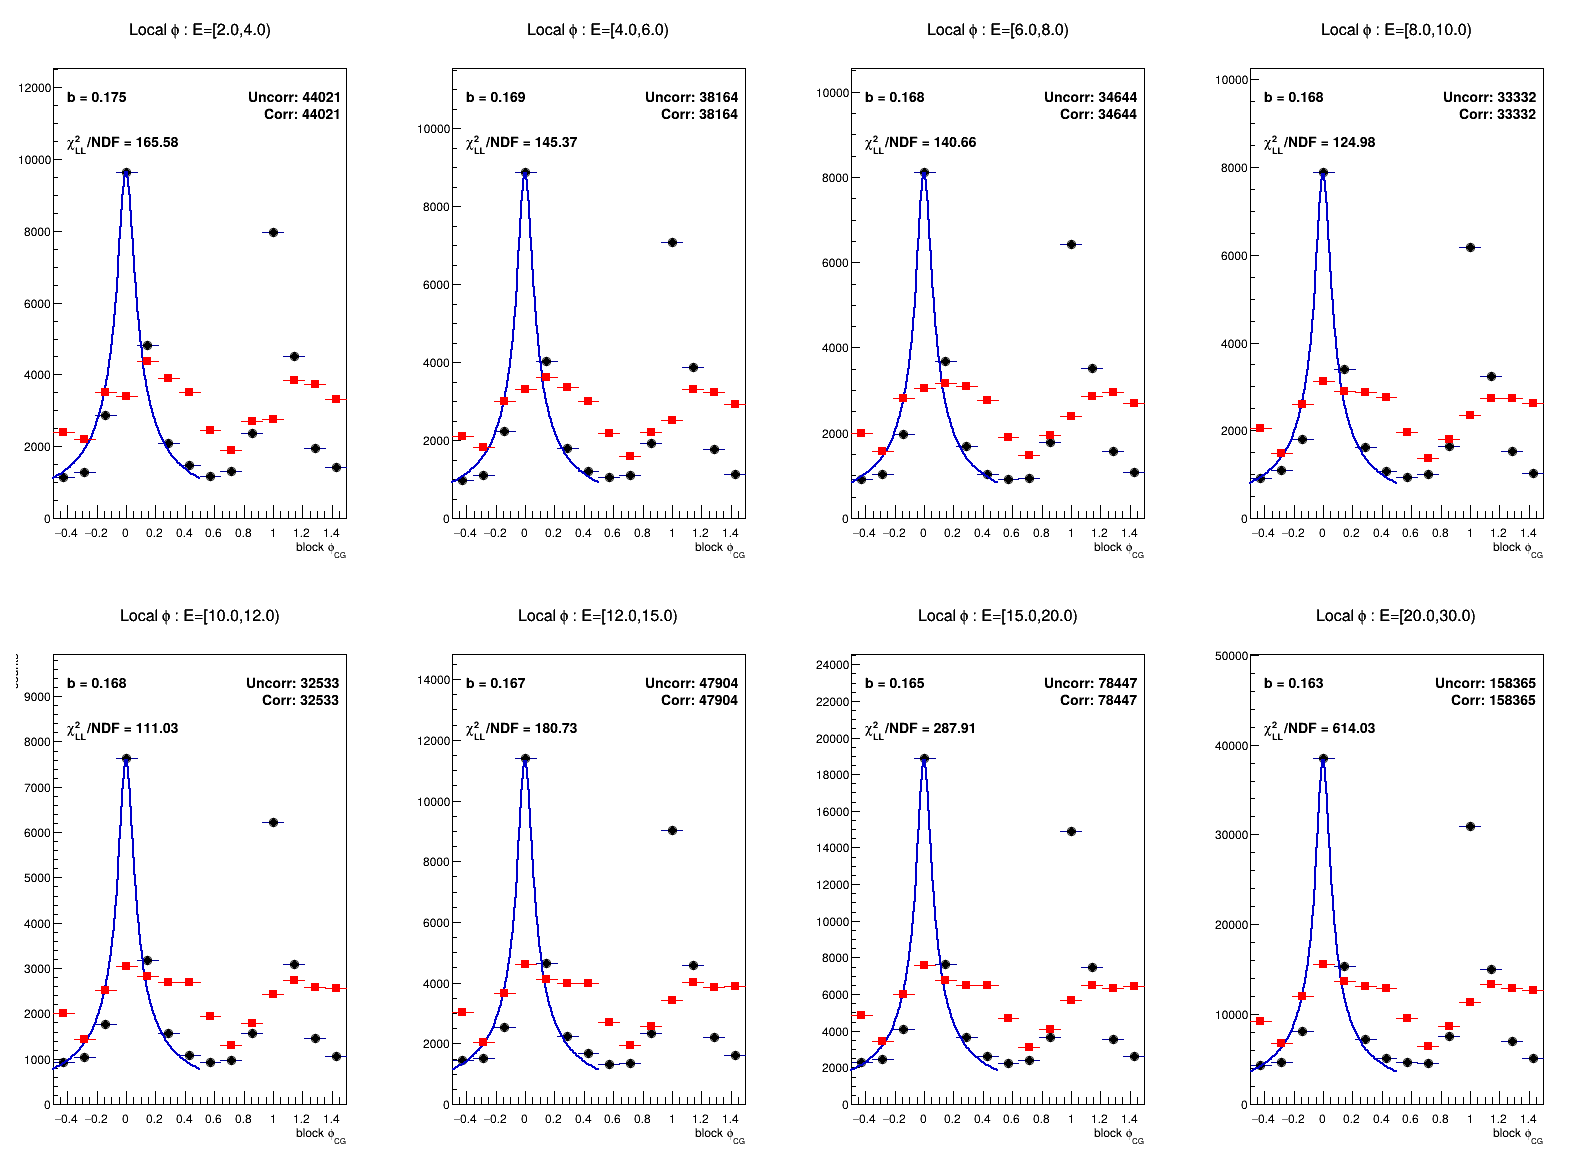 Local ϕ : E=[2.0,4.0)
b = 0.175
Uncorr: 44021
Corr: 44021
χ²LL/NDF = 165.58
12000
10000
8000
6000
4000
2000
0
−0.4 −0.2 0 0.2 0.4 0.6 0.8 1 1.2 1.4
block ϕCG
Local ϕ : E=[4.0,6.0)
b = 0.169
Uncorr: 38164
Corr: 38164
χ²LL/NDF = 145.37
10000
8000
6000
4000
2000
0
−0.4 −0.2 0 0.2 0.4 0.6 0.8 1 1.2 1.4
block ϕCG
Local ϕ : E=[6.0,8.0)
b = 0.168
Uncorr: 34644
Corr: 34644
χ²LL/NDF = 140.66
10000
8000
6000
4000
2000
0
−0.4 −0.2 0 0.2 0.4 0.6 0.8 1 1.2 1.4
block ϕCG
Local ϕ : E=[8.0,10.0)
b = 0.168
Uncorr: 33332
Corr: 33332
χ²LL/NDF = 124.98
10000
8000
6000
4000
2000
0
−0.4 −0.2 0 0.2 0.4 0.6 0.8 1 1.2 1.4
block ϕCG
Local ϕ : E=[10.0,12.0)
b = 0.168
Uncorr: 32533
Corr: 32533
χ²LL/NDF = 111.03
9000
8000
7000
6000
5000
4000
3000
2000
1000
0
−0.4 −0.2 0 0.2 0.4 0.6 0.8 1 1.2 1.4
block ϕCG
Local ϕ : E=[12.0,15.0)
b = 0.167
Uncorr: 47904
Corr: 47904
χ²LL/NDF = 180.73
14000
12000
10000
8000
6000
4000
2000
0
−0.4 −0.2 0 0.2 0.4 0.6 0.8 1 1.2 1.4
block ϕCG
Local ϕ : E=[15.0,20.0)
b = 0.165
Uncorr: 78447
Corr: 78447
χ²LL/NDF = 287.91
24000
22000
20000
18000
16000
14000
12000
10000
8000
6000
4000
2000
0
−0.4 −0.2 0 0.2 0.4 0.6 0.8 1 1.2 1.4
block ϕCG
Local ϕ : E=[20.0,30.0)
b = 0.163
Uncorr: 158365
Corr: 158365
χ²LL/NDF = 614.03
50000
40000
30000
20000
10000
0
−0.4 −0.2 0 0.2 0.4 0.6 0.8 1 1.2 1.4
block ϕCG